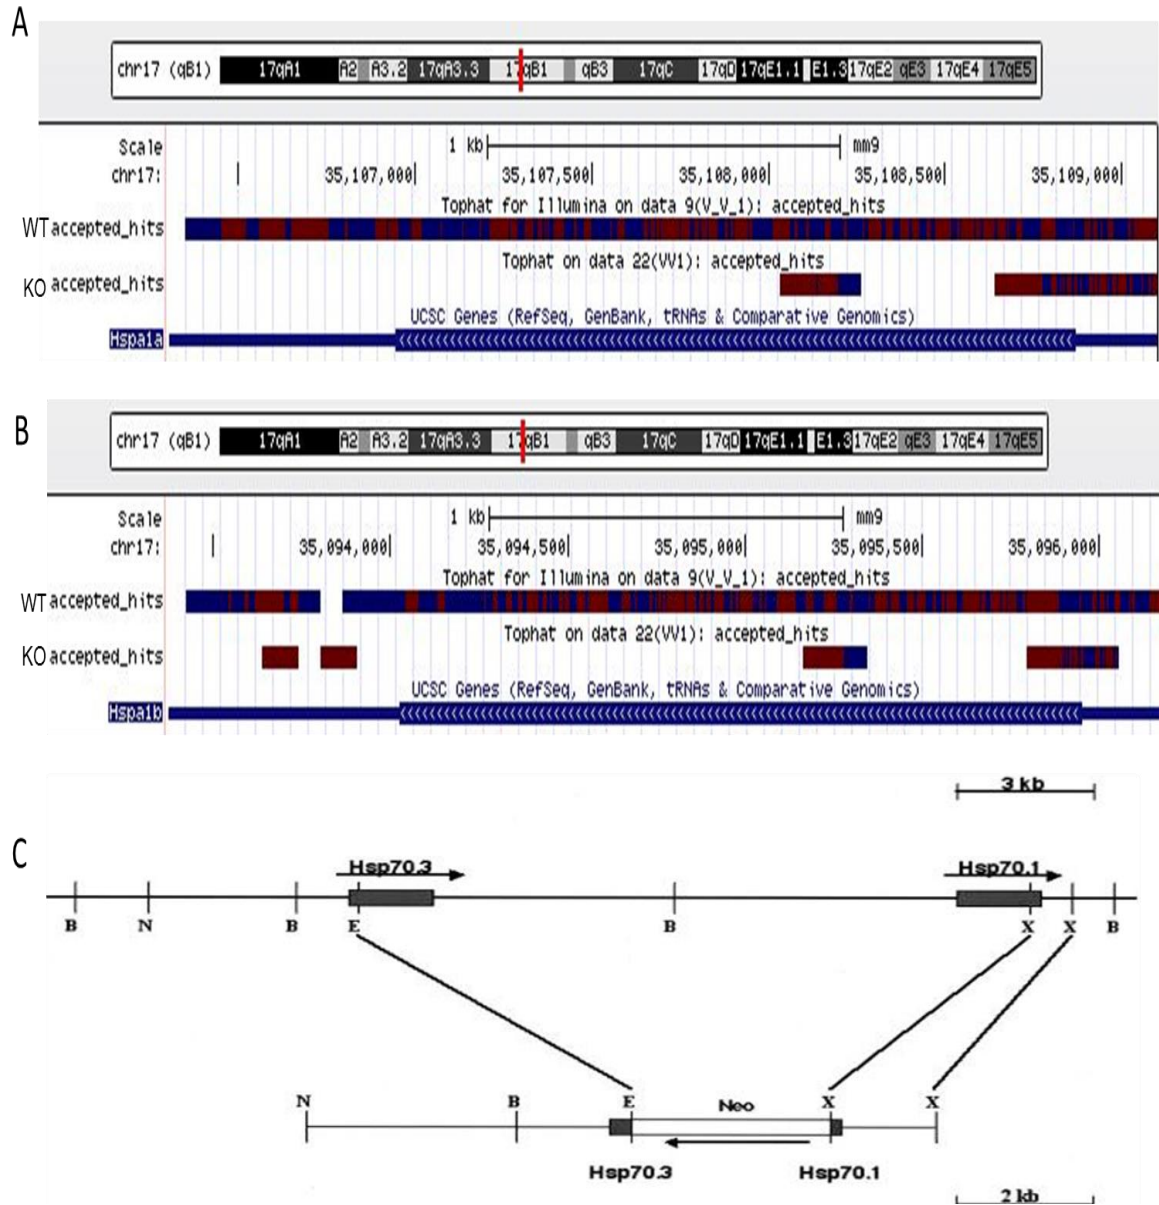 A
chr17 (qB1) 17qA1 A2 A3.2 17qA3.3 17qB1 qB3 17qC 17qD 17qE1.1 E1.3 17qE2 qE3 17qE4 17qE5
Scale 1 kb mm9
chr17: 35,107,000 35,107,500 35,108,000 35,108,500 35,109,000
Tophat for Illumina on data 9(V_V_1): accepted_hits
WT accepted_hits
Tophat on data 22(VV1): accepted_hits
KO accepted_hits
UCSC Genes (RefSeq, GenBank, tRNAs & Comparative Genomics)
Hspa1a
B
chr17 (qB1) 17qA1 A2 A3.2 17qA3.3 17qB1 qB3 17qC 17qD 17qE1.1 E1.3 17qE2 qE3 17qE4 17qE5
Scale 1 kb mm9
chr17: 35,094,000 35,094,500 35,095,000 35,095,500 35,096,000
Tophat for Illumina on data 9(V_V_1): accepted_hits
WT accepted_hits
Tophat on data 22(VV1): accepted_hits
KO accepted_hits
UCSC Genes (RefSeq, GenBank, tRNAs & Comparative Genomics)
Hspa1b
3 kb
C
Hsp70.3 Hsp70.1
B N B E B X X B
N B E Neo X X
Hsp70.3 Hsp70.1
2 kb